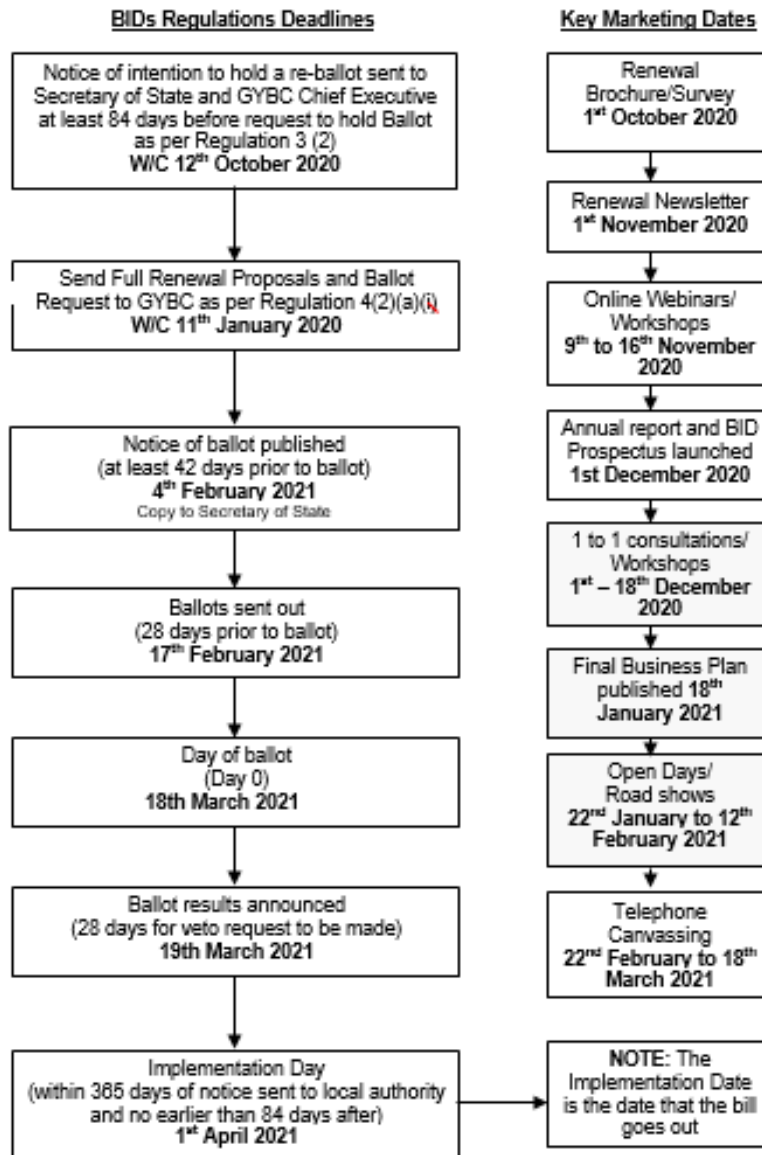 BIDs Regulations Deadlines
Notice of intention to hold a re-ballot sent to
Secretary of State and GYBC Chief Executive
at least 84 days before request to hold Ballot
as per Regulation 3 (2)
W/C 12th October 2020
Send Full Renewal Proposals and Ballot
Request to GYBC as per Regulation 4(2)(a)(i)
W/C 11th January 2020
Notice of ballot published
(at least 42 days prior to ballot)
4th February 2021
Copy to Secretary of State
Ballots sent out
(28 days prior to ballot)
17th February 2021
Day of ballot
(Day 0)
18th March 2021
Ballot results announced
(28 days for veto request to be made)
19th March 2021
Implementation Day
(within 365 days of notice sent to local authority
and no earlier than 84 days after)
1st April 2021
Key Marketing Dates
Renewal
Brochure/Survey
1st October 2020
Renewal Newsletter
1st November 2020
Online Webinars/
Workshops
9th to 16th November
2020
Annual report and BID
Prospectus launched
1st December 2020
1 to 1 consultations/
Workshops
1st – 18th December
2020
Final Business Plan
published 18th
January 2021
Open Days/
Road shows
22nd January to 12th
February 2021
Telephone
Canvassing
22nd February to 18th
March 2021
NOTE: The
Implementation Date
is the date that the bill
goes out